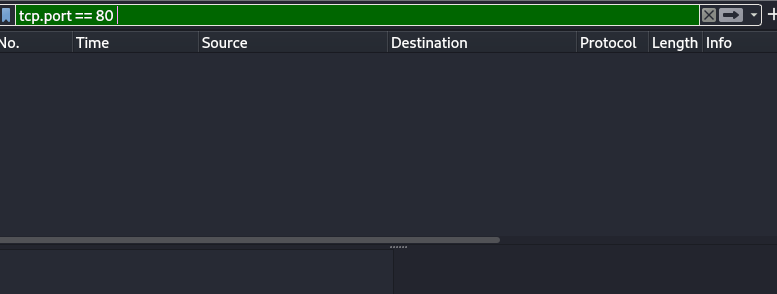 tcp.port == 80
No. Time Source Destination Protocol Length Info